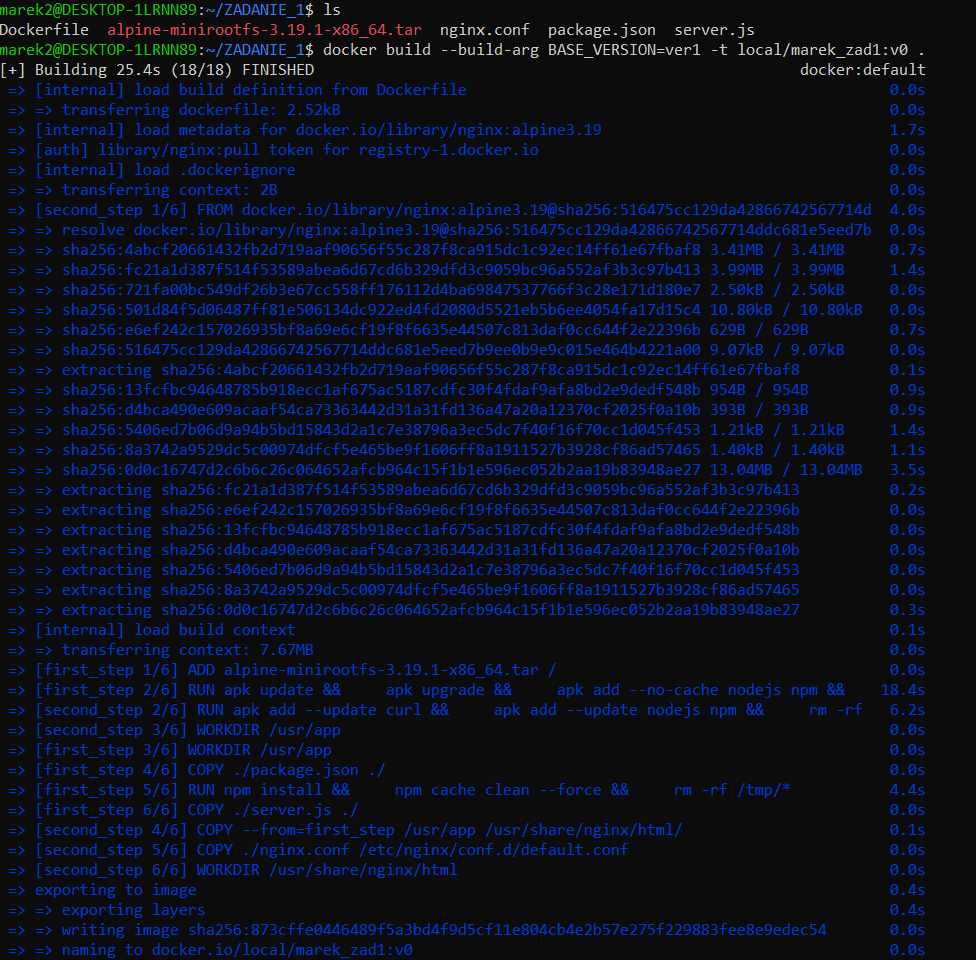 marek2@DESKTOP-1LRNN89:~/ZADANIE_1$ ls
Dockerfile  alpine-minirootfs-3.19.1-x86_64.tar  nginx.conf  package.json  server.js
marek2@DESKTOP-1LRNN89:~/ZADANIE_1$ docker build --build-arg BASE_VERSION=ver1 -t local/marek_zad1:v0 .
[+] Building 25.4s (18/18) FINISHED docker:default
=> [internal] load build definition from Dockerfile 0.0s
=> => transferring dockerfile: 2.52kB 0.0s
=> [internal] load metadata for docker.io/library/nginx:alpine3.19 1.7s
=> [auth] library/nginx:pull token for registry-1.docker.io 0.0s
=> [internal] load .dockerignore 0.0s
=> => transferring context: 2B 0.0s
=> [second_step 1/6] FROM docker.io/library/nginx:alpine3.19@sha256:516475cc129da42866742567714d 4.0s
=> => resolve docker.io/library/nginx:alpine3.19@sha256:516475cc129da42866742567714ddc681e5eed7b 0.0s
=> => sha256:4abcf20661432fb2d719aaf90656f55c287f8ca915dc1c92ec14ff61e67fbaf8 3.41MB / 3.41MB 0.7s
=> => sha256:fc21a1d387f514f53589abea6d67cd6b329dfd3c9059bc96a552af3b3c97b413 3.99MB / 3.99MB 1.4s
=> => sha256:721fa00bc549df26b3e67cc558ff176112d4ba69847537766f3c28e171d180e7 2.50kB / 2.50kB 0.0s
=> => sha256:501d84f5d06487ff81e506134dc922ed4fd2080d5521eb5b6ee4054fa17d15c4 10.80kB / 10.80kB 0.0s
=> => sha256:e6ef242c157026935bf8a69e6cf19f8f6635e44507c813daf0cc644f2e22396b 629B / 629B 0.7s
=> => sha256:516475cc129da42866742567714ddc681e5eed7b9ee0b9e9c015e464b4221a00 9.07kB / 9.07kB 0.0s
=> => extracting sha256:4abcf20661432fb2d719aaf90656f55c287f8ca915dc1c92ec14ff61e67fbaf8 0.1s
=> => sha256:13fcfbc94648785b918ecc1af675ac5187cdfc30f4fdaf9afa8bd2e9dedf548b 954B / 954B 0.9s
=> => sha256:d4bca490e609acaaf54ca73363442d31a31fd136a47a20a12370cf2025f0a10b 393B / 393B 0.9s
=> => sha256:5406ed7b06d9a94b5bd15843d2a1c7e38796a3ec5dc7f40f16f70cc1d045f453 1.21kB / 1.21kB 1.4s
=> => sha256:8a3742a9529dc5c00974dfcf5e465be9f1606ff8a1911527b3928cf86ad57465 1.40kB / 1.40kB 1.1s
=> => sha256:0d0c16747d2c6b6c26c064652afcb964c15f1b1e596ec052b2aa19b83948ae27 13.04MB / 13.04MB 3.5s
=> => extracting sha256:fc21a1d387f514f53589abea6d67cd6b329dfd3c9059bc96a552af3b3c97b413 0.2s
=> => extracting sha256:e6ef242c157026935bf8a69e6cf19f8f6635e44507c813daf0cc644f2e22396b 0.0s
=> => extracting sha256:13fcfbc94648785b918ecc1af675ac5187cdfc30f4fdaf9afa8bd2e9dedf548b 0.0s
=> => extracting sha256:d4bca490e609acaaf54ca73363442d31a31fd136a47a20a12370cf2025f0a10b 0.0s
=> => extracting sha256:5406ed7b06d9a94b5bd15843d2a1c7e38796a3ec5dc7f40f16f70cc1d045f453 0.0s
=> => extracting sha256:8a3742a9529dc5c00974dfcf5e465be9f1606ff8a1911527b3928cf86ad57465 0.0s
=> => extracting sha256:0d0c16747d2c6b6c26c064652afcb964c15f1b1e596ec052b2aa19b83948ae27 0.3s
=> [internal] load build context 0.1s
=> => transferring context: 7.67MB 0.0s
=> [first_step 1/6] ADD alpine-minirootfs-3.19.1-x86_64.tar / 0.0s
=> [first_step 2/6] RUN apk update &&     apk upgrade &&     apk add --no-cache nodejs npm && 18.4s
=> [second_step 2/6] RUN apk add --update curl &&     apk add --update nodejs npm &&     rm -rf 6.2s
=> [second_step 3/6] WORKDIR /usr/app 0.0s
=> [first_step 3/6] WORKDIR /usr/app 0.0s
=> [first_step 4/6] COPY ./package.json ./ 0.0s
=> [first_step 5/6] RUN npm install &&     npm cache clean --force &&     rm -rf /tmp/* 4.4s
=> [first_step 6/6] COPY ./server.js ./ 0.0s
=> [second_step 4/6] COPY --from=first_step /usr/app /usr/share/nginx/html/ 0.1s
=> [second_step 5/6] COPY ./nginx.conf /etc/nginx/conf.d/default.conf 0.0s
=> [second_step 6/6] WORKDIR /usr/share/nginx/html 0.0s
=> exporting to image 0.4s
=> => exporting layers 0.4s
=> => writing image sha256:873cffe0446489f5a3bd4f9d5cf11e804cb4e2b57e275f229883fee8e9edec54 0.0s
=> => naming to docker.io/local/marek_zad1:v0 0.0s